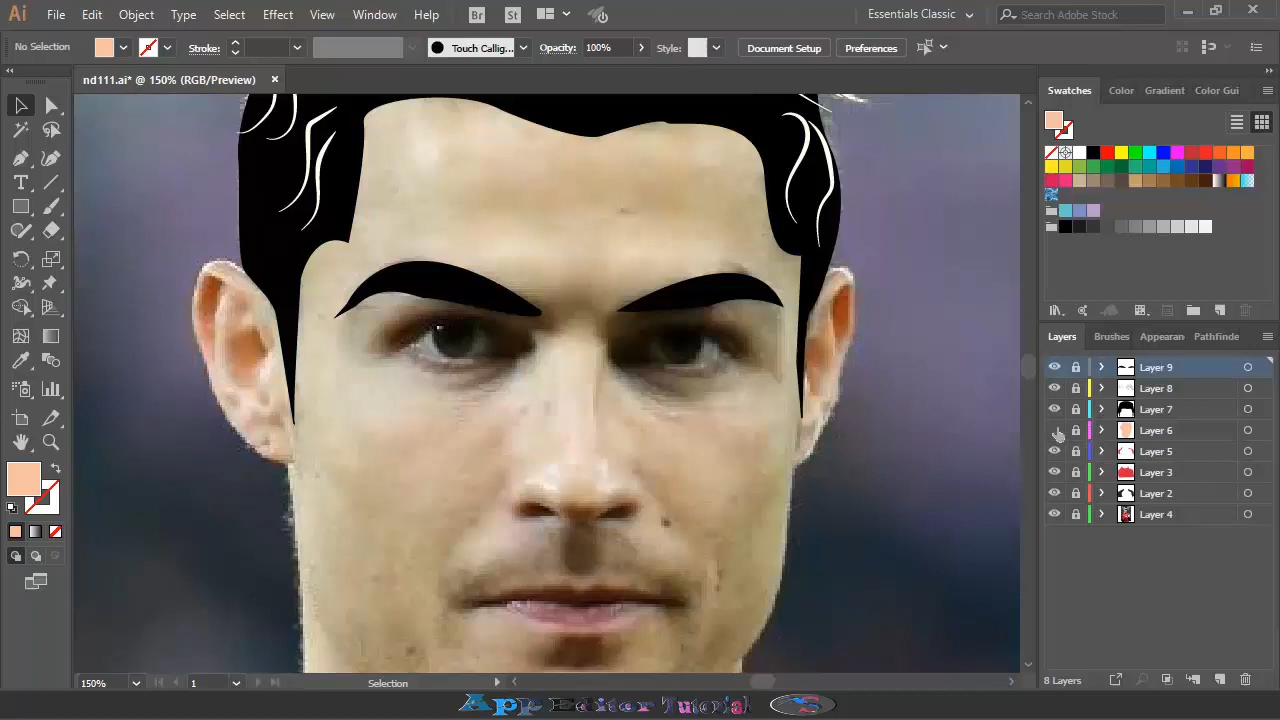 Ai File Edit Object Type Select Effect View Window Help Br St Essentials Classic Search Adobe Stock
No Selection Stroke: Touch Callig... Opacity: 100% Style: Document Setup Preferences
nd111.ai* @ 150% (RGB/Preview)
Swatches Color Gradient Color Gui
Layers Brushes Appearan Pathfinde
Layer 9
Layer 8
Layer 7
Layer 6
Layer 5
Layer 3
Layer 2
Layer 4
8 Layers
150% 1 Selection
App Editor Tutorial